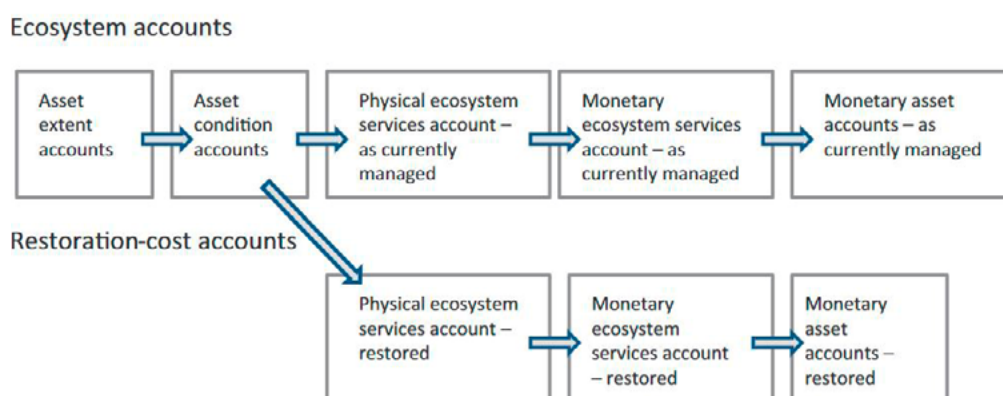 Ecosystem accounts
Asset
extent
accounts
Asset
condition
accounts
Physical ecosystem
services account –
as currently
managed
Monetary
ecosystem services
account – as
currently managed
Monetary asset
accounts – as
currently managed
Restoration-cost accounts
Physical ecosystem
services account –
restored
Monetary
ecosystem
services account
– restored
Monetary
asset
accounts –
restored